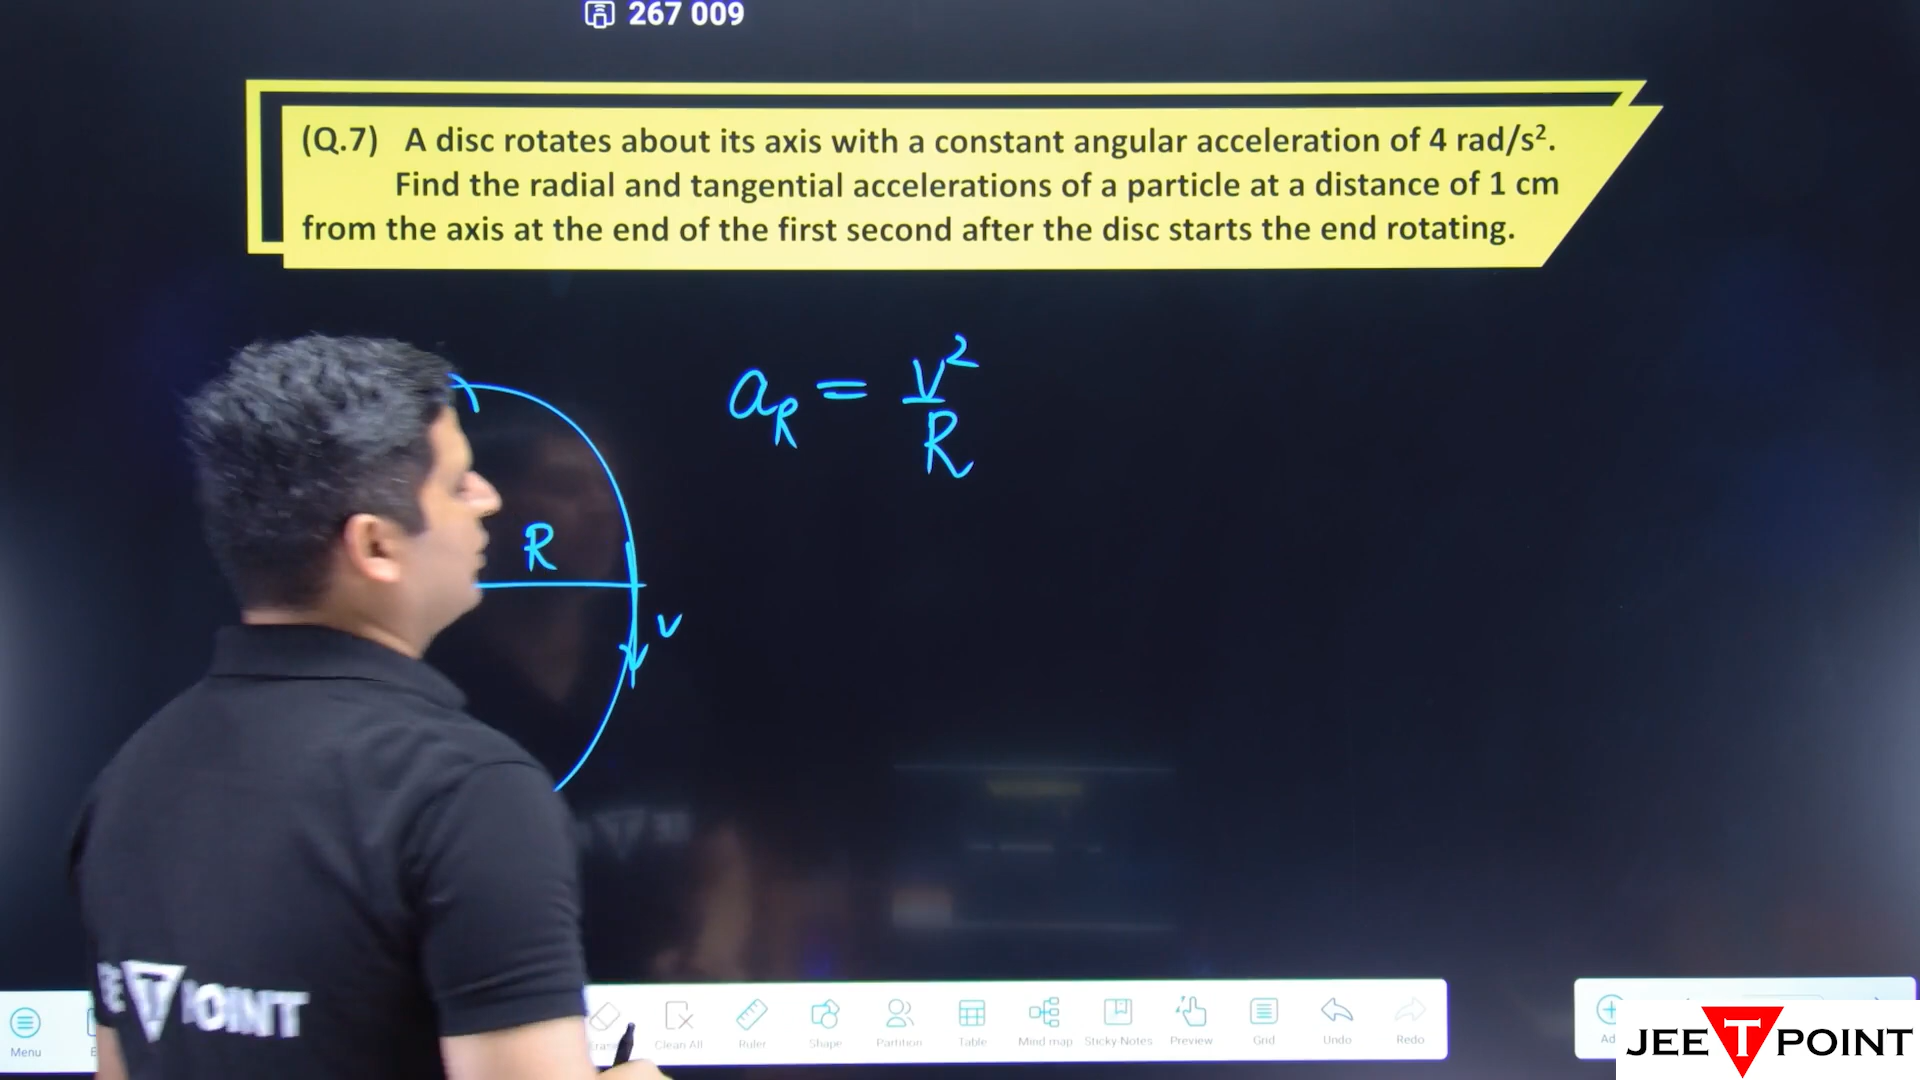 267 009
(Q.7) A disc rotates about its axis with a constant angular acceleration of 4 rad/s².
Find the radial and tangential accelerations of a particle at a distance of 1 cm
from the axis at the end of the first second after the disc starts the end rotating.
a_R = v²/R
R
v
POINT
Menu
Clean All
Ruler
Shape
Partition
Table
Mind map
Sticky Notes
Preview
Grid
Undo
Redo
JEE T POINT